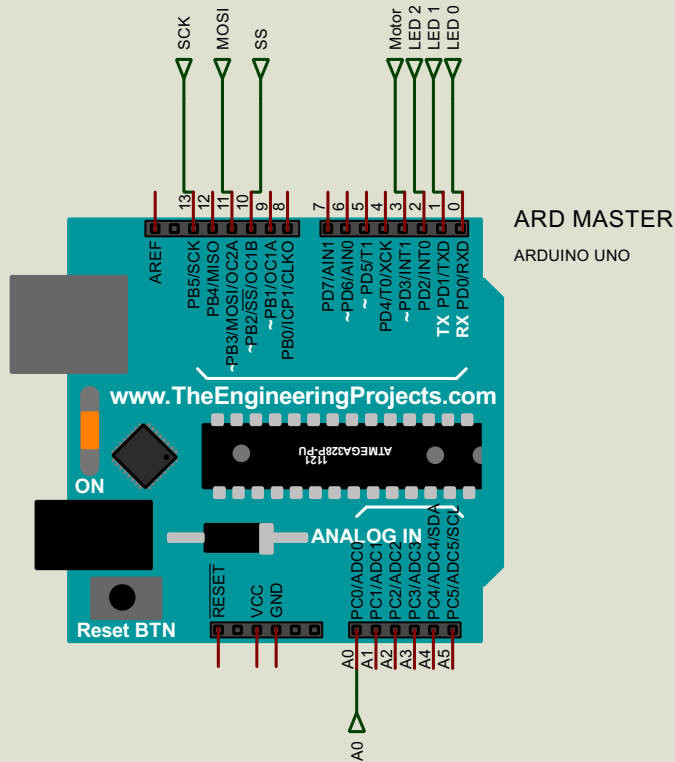 SCK
MOSI
SS
Motor
LED 2
LED 1
LED 0
13
12
11
10
9
8
7
6
5
4
3
2
1
0
AREF
PB5/SCK
PB4/MISO
~PB3/MOSI/OC2A
~PB2/SS/OC1B
~PB1/OC1A
PB0/ICP1/CLKO
PD7/AIN1
~PD6/AIN0
~PD5/T1
PD4/T0/XCK
~PD3/INT1
PD2/INT0
TX PD1/TXD
RX PD0/RXD
ARD MASTER
ARDUINO UNO
www.TheEngineeringProjects.com
ATMEGA328P-PU
1121
ON
ANALOG IN
Reset BTN
RESET
VCC
GND
PC0/ADC0
PC1/ADC1
PC2/ADC2
PC3/ADC3
PC4/ADC4/SDA
PC5/ADC5/SCL
A0
A1
A2
A3
A4
A5
A0